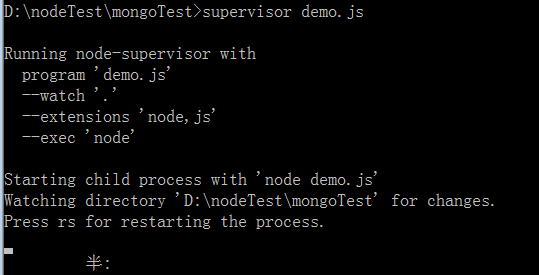 D:\nodeTest\mongoTest>supervisor demo.js
Running node-supervisor with
program 'demo.js'
--watch '.'
--extensions 'node,js'
--exec 'node'
Starting child process with 'node demo.js'
Watching directory 'D:\nodeTest\mongoTest' for changes.
Press rs for restarting the process.
半: